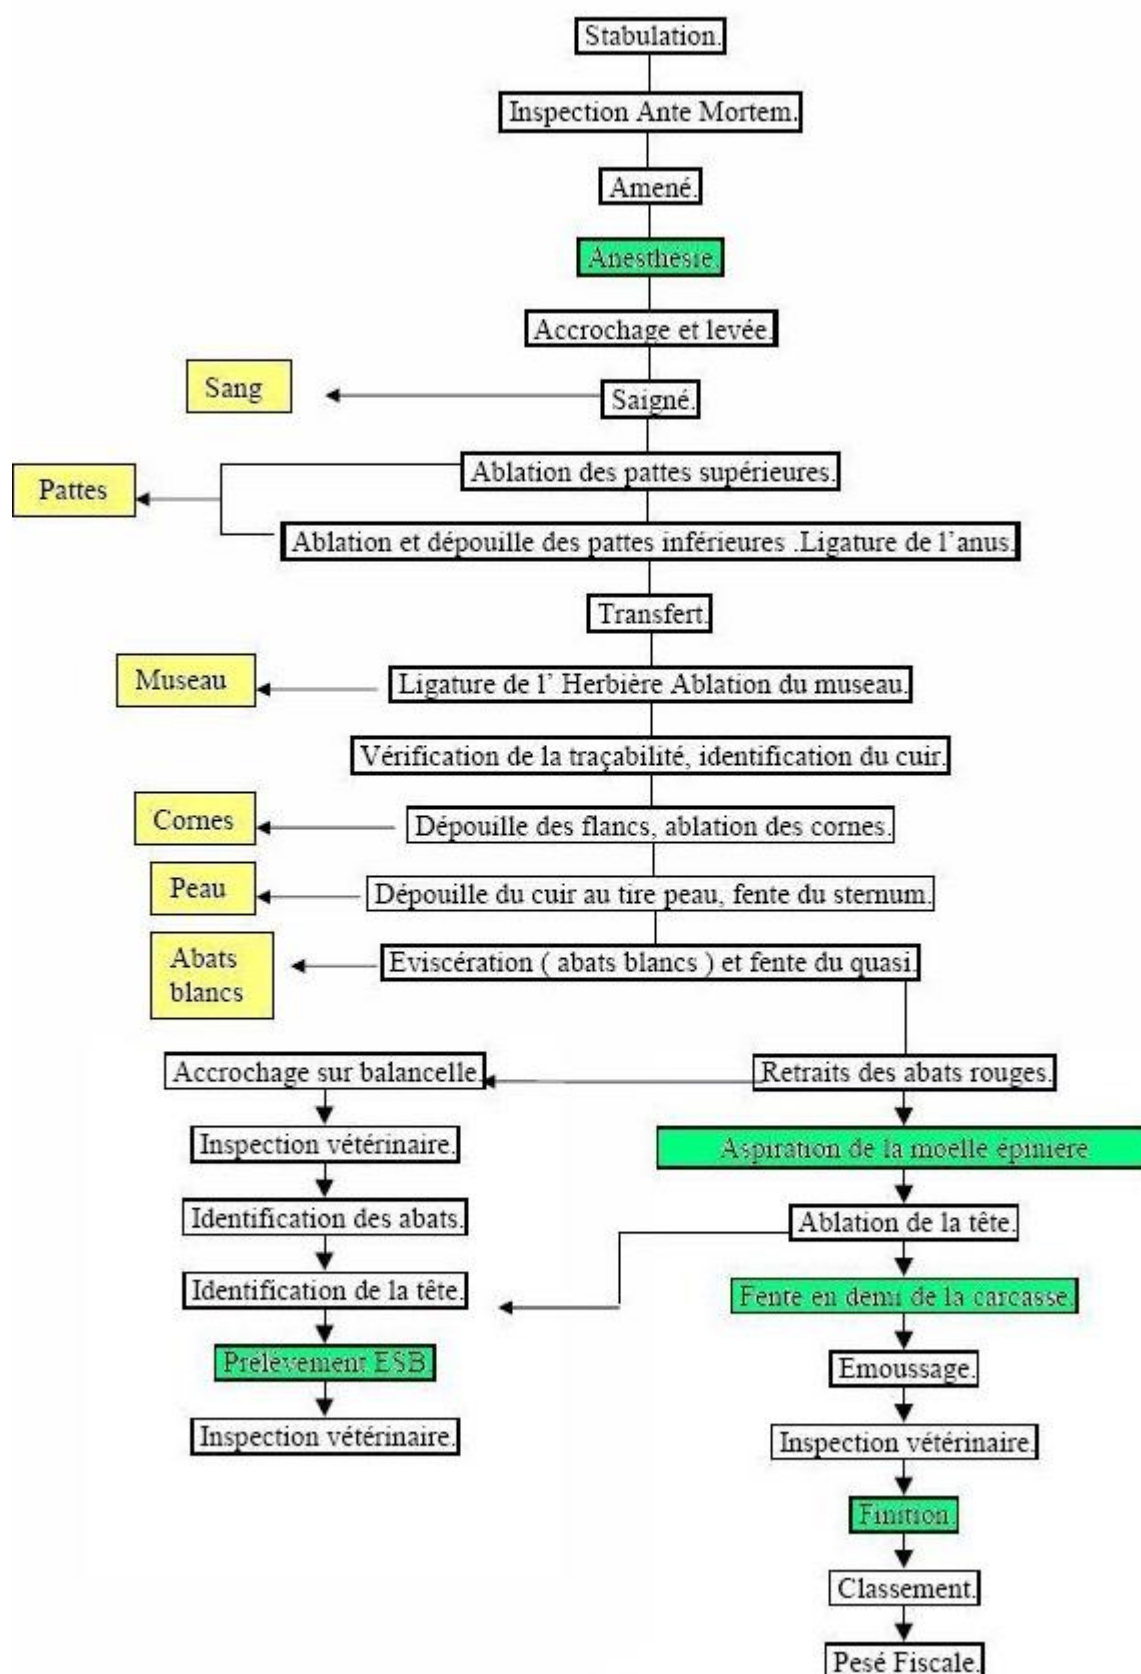 Stabulation.
Inspection Ante Mortem.
Amené.
Anesthésie.
Accrochage et levée.
Sang
Saigné.
Ablation des pattes supérieures.
Pattes
Ablation et dépouille des pattes inférieures .Ligature de l'anus.
Transfert.
Museau
Ligature de l' Herbière Ablation du museau.
Vérification de la traçabilité, identification du cuir.
Cornes
Dépouille des flancs, ablation des cornes.
Peau
Dépouille du cuir au tire peau, fente du sternum.
Abats
blancs
Eviscération ( abats blancs ) et fente du quasi.
Accrochage sur balancelle.
Retraits des abats rouges.
Inspection vétérinaire.
Aspiration de la moelle épinière
Identification des abats.
Ablation de la tête.
Identification de la tête.
Fente en demi de la carcasse.
Prélèvement ESB.
Emoussage.
Inspection vétérinaire.
Inspection vétérinaire.
Finition.
Classement.
Pesé Fiscale.